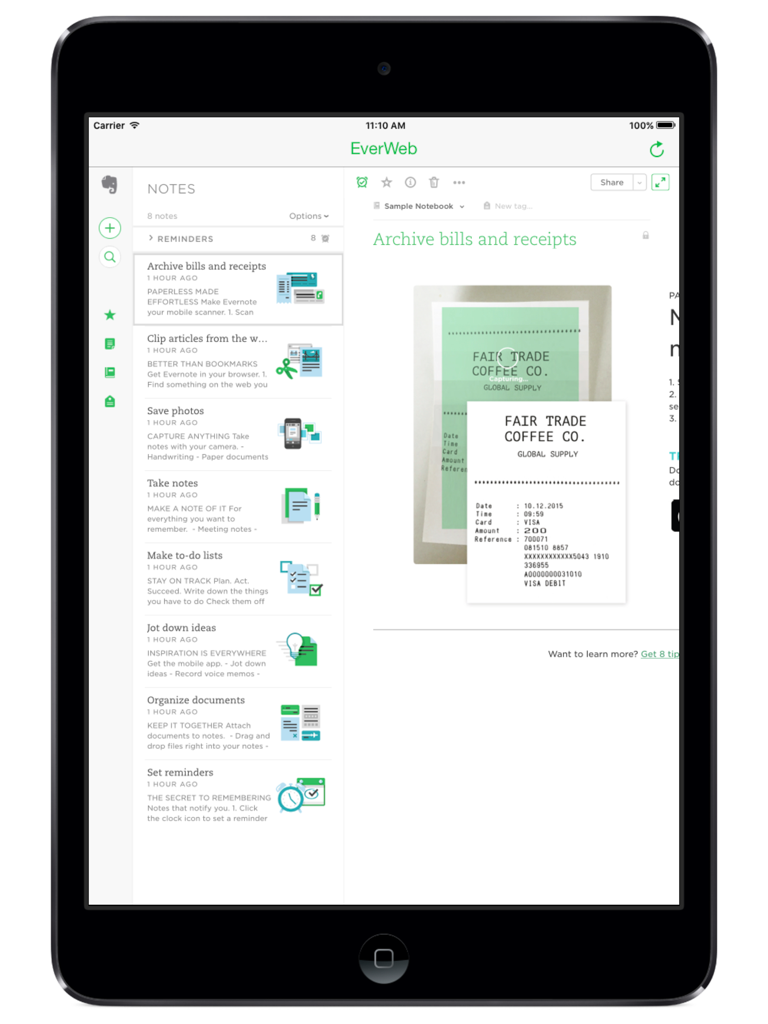 Carrier
11:10 AM
100%
EverWeb
NOTES
8 notes
Options
REMINDERS
8
Archive bills and receipts
1 HOUR AGO
PAPERLESS MADE
EFFORTLESS Make Evernote
your mobile scanner. 1. Scan
Clip articles from the w...
1 HOUR AGO
BETTER THAN BOOKMARKS
Get Evernote in your browser. 1.
Find something on the web you
Save photos
1 HOUR AGO
CAPTURE ANYTHING Take
notes with your camera. -
Handwriting - Paper documents
Take notes
1 HOUR AGO
MAKE A NOTE OF IT For
everything you want to
remember. - Meeting notes -
Make to-do lists
1 HOUR AGO
STAY ON TRACK Plan. Act.
Succeed. Write down the things
you have to do Check them off
Jot down ideas
1 HOUR AGO
INSPIRATION IS EVERYWHERE
Get the mobile app. - Jot down
ideas - Record voice memos -
Organize documents
1 HOUR AGO
KEEP IT TOGETHER Attach
documents to notes. - Drag and
drop files right into your notes -
Set reminders
1 HOUR AGO
THE SECRET TO REMEMBERING
Notes that notify you. 1. Click
the clock icon to set a reminder
Share
Sample Notebook
New tag...
Archive bills and receipts
FAIR TRADE
COFFEE CO.
Capturing...
GLOBAL SUPPLY
Date
Time
Card
Amount
Referen
FAIR TRADE
COFFEE CO.
GLOBAL SUPPLY
Date : 10.12.2015
Time : 09:59
Card : VISA
Amount : 200
Reference : 700071
081510 8857
XXXXXXXXXXXX5043 1910
336955
A0000000031010
VISA DEBIT
PA
N
n
1. S
2.
se
3.
Th
Do
do
Want to learn more? Get 8 tip